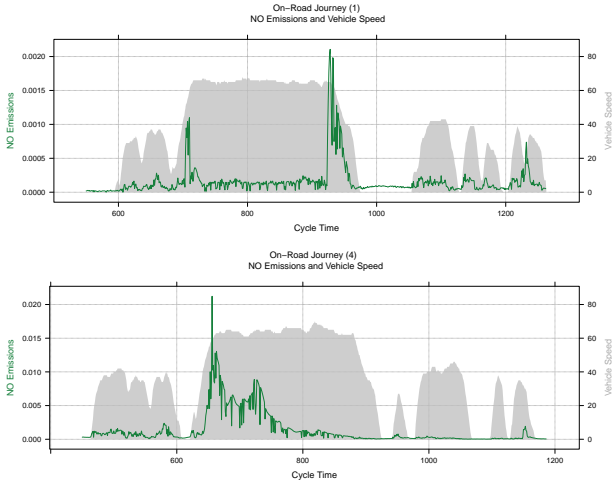 On−Road Journey (1)
NO Emissions and Vehicle Speed
0.0020
0.0015
0.0010
0.0005
0.0000
NO Emissions
80
60
40
20
0
Vehicle Speed
600 800 1000 1200
Cycle Time
On−Road Journey (4)
NO Emissions and Vehicle Speed
0.020
0.015
0.010
0.005
0.000
NO Emissions
80
60
40
20
0
Vehicle Speed
600 800 1000 1200
Cycle Time